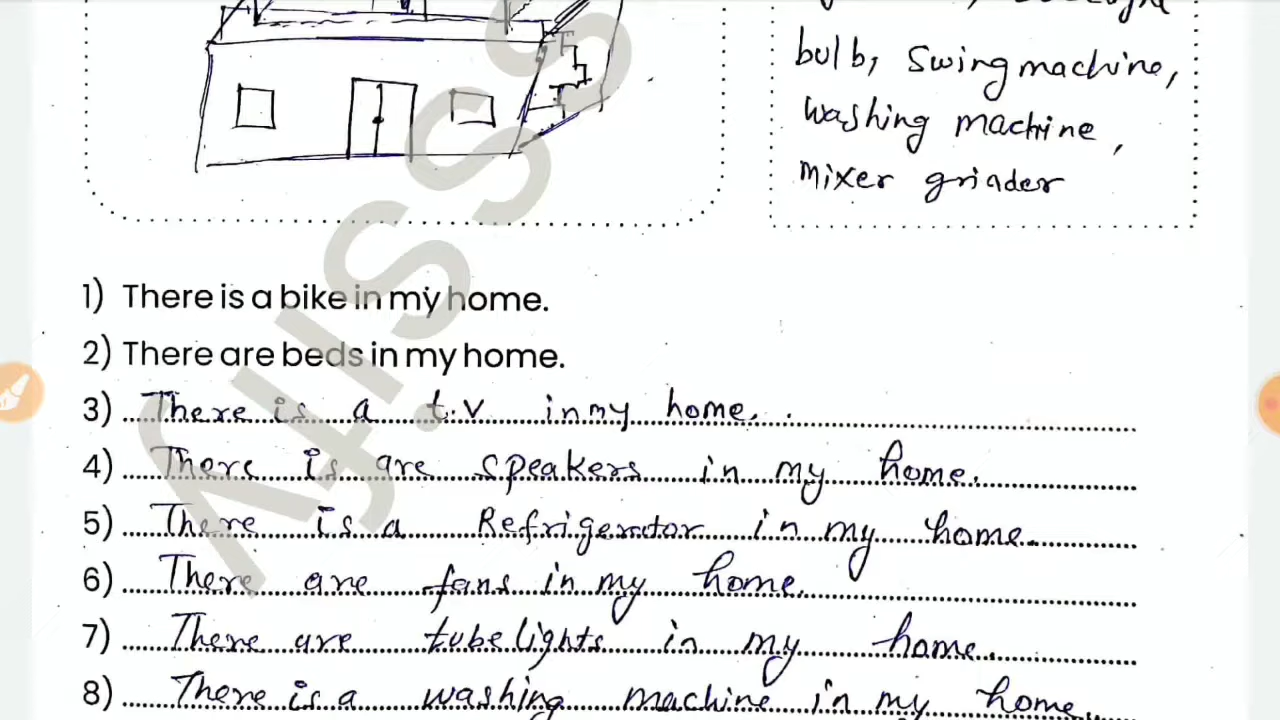 bulb, Swing machine,
washing machine,
mixer grinder
1) There is a bike in my home.
2) There are beds in my home.
3) There is a t.v in my home.
4) There is are speakers in my home.
5) There is a Refrigerator in my home.
6) There are fans in my home.
7) There are tubelights in my home.
8) There is a washing machine in my home.